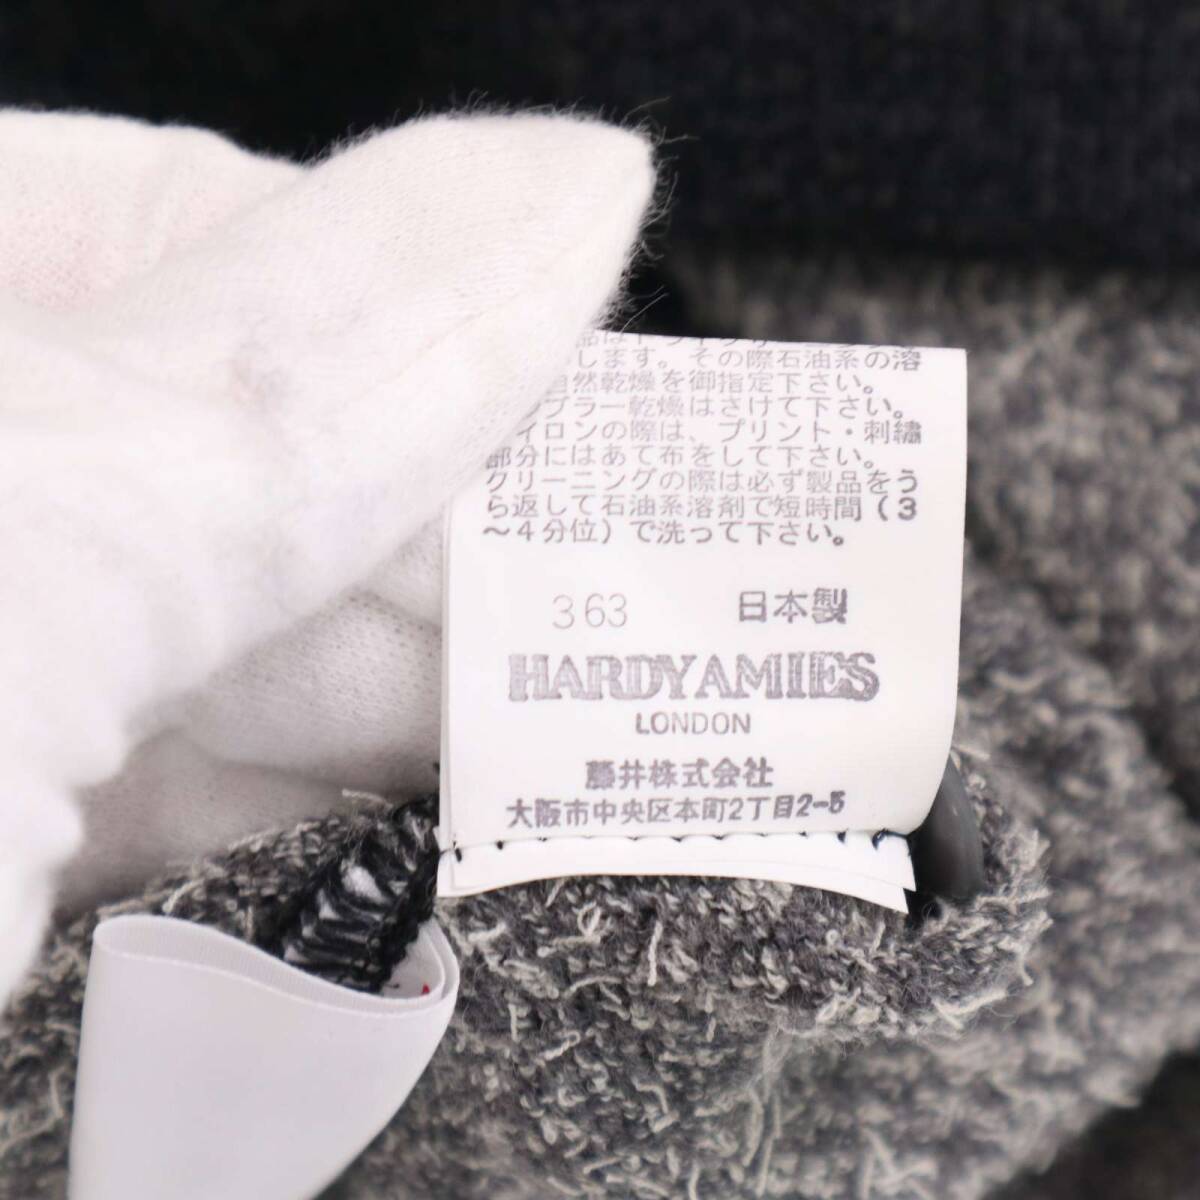 品はドライクリーニング
します。その際石油系の溶
自然乾燥を御指定下さい。
ンブラー乾燥はさけて下さい。
イロンの際は、プリント・刺繍
部分にはあて布をして下さい。
クリーニングの際は必ず製品をう
ら返して石油系溶剤で短時間（3
～4分位）で洗って下さい。
363 日本製
HARDY AMIES
LONDON
藤井株式会社
大阪市中央区本町2丁目2-5